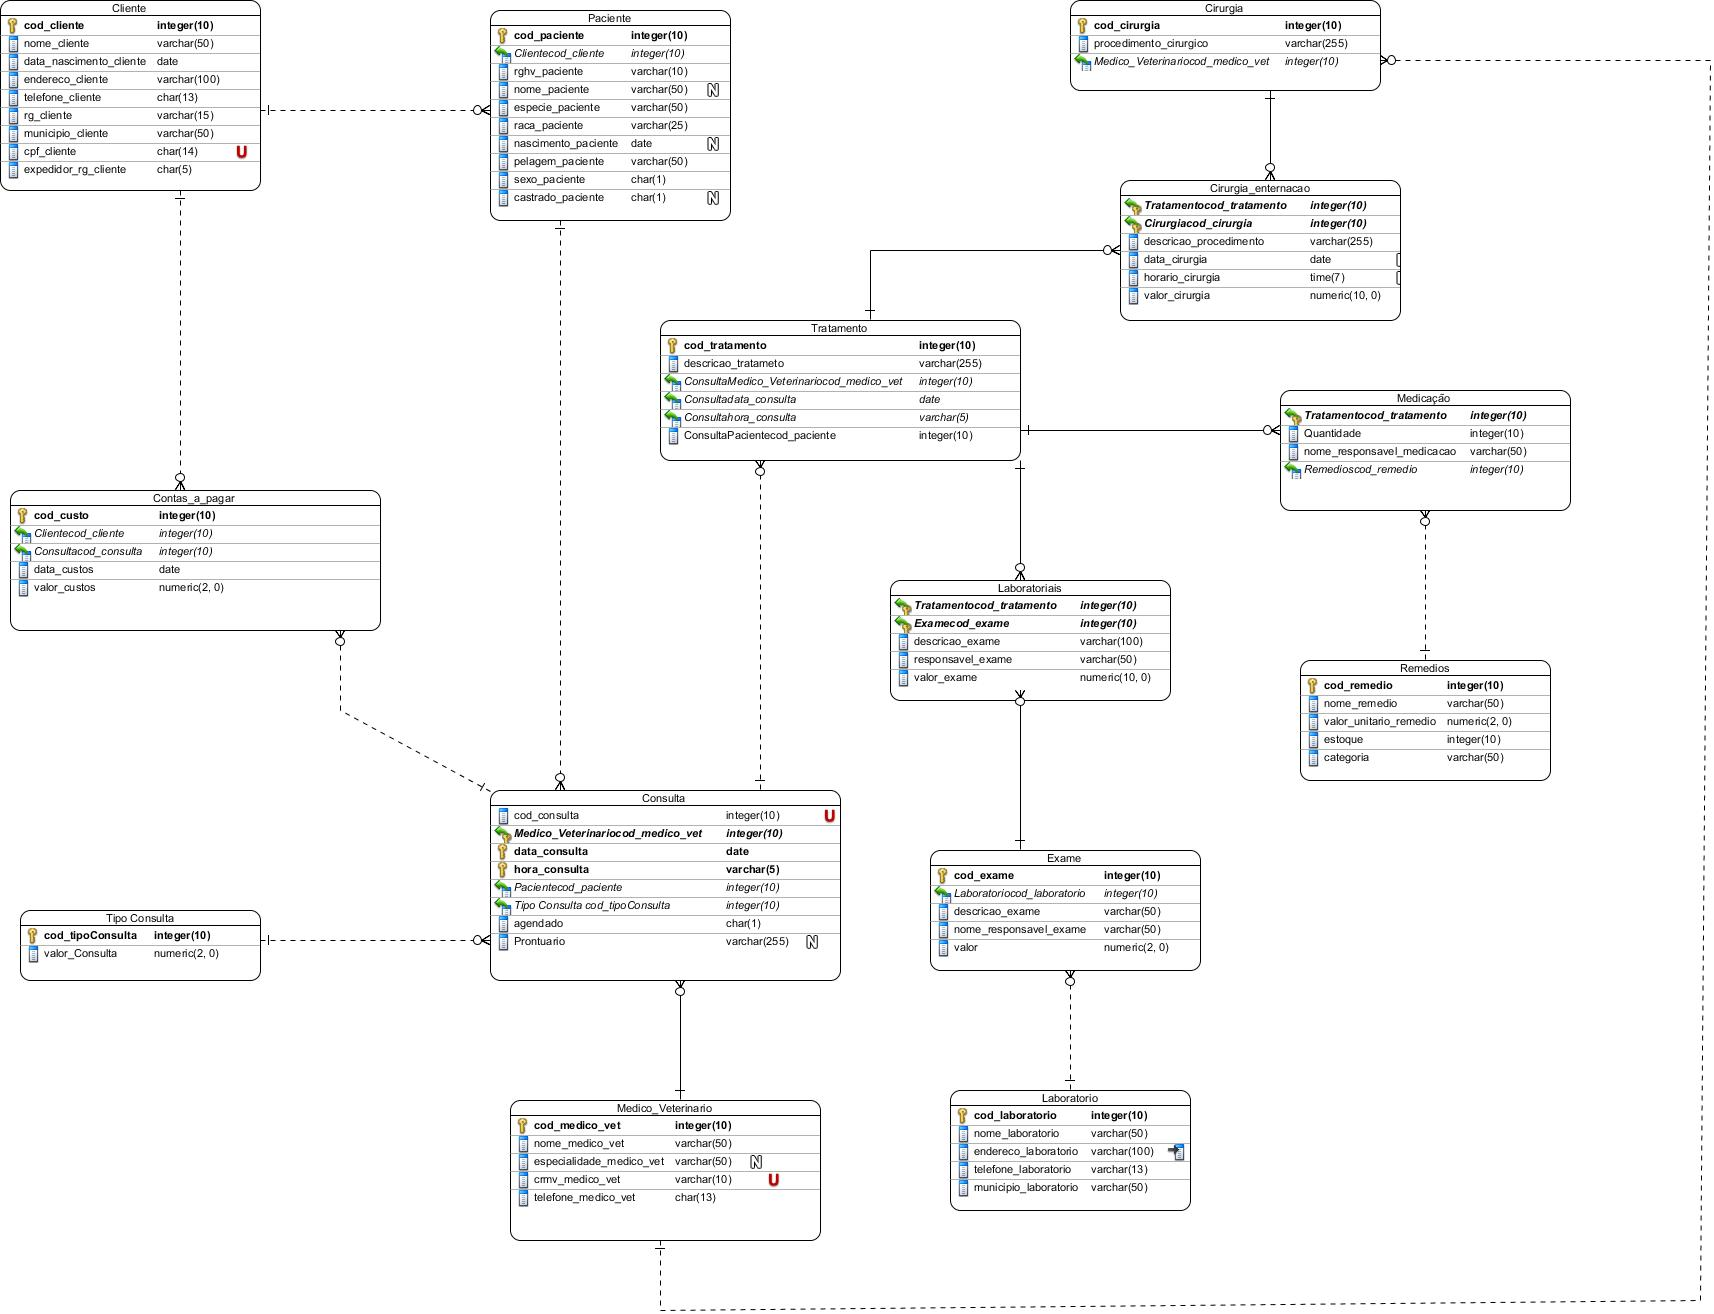 Cliente
cod_cliente integer(10)
nome_cliente varchar(50)
data_nascimento_cliente date
endereco_cliente varchar(100)
telefone_cliente char(13)
rg_cliente varchar(15)
municipio_cliente varchar(50)
cpf_cliente char(14) U
expedidor_rg_cliente char(5)
Paciente
cod_paciente integer(10)
Clientecod_cliente integer(10)
rghv_paciente varchar(10)
nome_paciente varchar(50) N
especie_paciente varchar(50)
raca_paciente varchar(25)
nascimento_paciente date N
pelagem_paciente varchar(50)
sexo_paciente char(1)
castrado_paciente char(1) N
Cirurgia
cod_cirurgia integer(10)
procedimento_cirurgico varchar(255)
Medico_Veterinariocod_medico_vet integer(10)
Cirurgia_enternacao
Tratamentocod_tratamento integer(10)
Cirurgiacod_cirurgia integer(10)
descricao_procedimento varchar(255)
data_cirurgia date
horario_cirurgia time(7)
valor_cirurgia numeric(10, 0)
Tratamento
cod_tratamento integer(10)
descricao_tratameto varchar(255)
ConsultaMedico_Veterinariocod_medico_vet integer(10)
Consultadata_consulta date
Consultahora_consulta varchar(5)
ConsultaPacientecod_paciente integer(10)
Medicação
Tratamentocod_tratamento integer(10)
Quantidade integer(10)
nome_responsavel_medicacao varchar(50)
Remedioscod_remedio integer(10)
Contas_a_pagar
cod_custo integer(10)
Clientecod_cliente integer(10)
Consultacod_consulta integer(10)
data_custos date
valor_custos numeric(2, 0)
Laboratoriais
Tratamentocod_tratamento integer(10)
Examecod_exame integer(10)
descricao_exame varchar(100)
responsavel_exame varchar(50)
valor_exame numeric(10, 0)
Remedios
cod_remedio integer(10)
nome_remedio varchar(50)
valor_unitario_remedio numeric(2, 0)
estoque integer(10)
categoria varchar(50)
Consulta
cod_consulta integer(10) U
Medico_Veterinariocod_medico_vet integer(10)
data_consulta date
hora_consulta varchar(5)
Pacientecod_paciente integer(10)
Tipo Consulta cod_tipoConsulta integer(10)
agendado char(1)
Prontuario varchar(255) N
Exame
cod_exame integer(10)
Laboratoriocod_laboratorio integer(10)
descricao_exame varchar(50)
nome_responsavel_exame varchar(50)
valor numeric(2, 0)
Tipo Consulta
cod_tipoConsulta integer(10)
valor_Consulta numeric(2, 0)
Medico_Veterinario
cod_medico_vet integer(10)
nome_medico_vet varchar(50)
especialidade_medico_vet varchar(50) N
crmv_medico_vet varchar(10) U
telefone_medico_vet char(13)
Laboratorio
cod_laboratorio integer(10)
nome_laboratorio varchar(50)
endereco_laboratorio varchar(100)
telefone_laboratorio varchar(13)
municipio_laboratorio varchar(50)